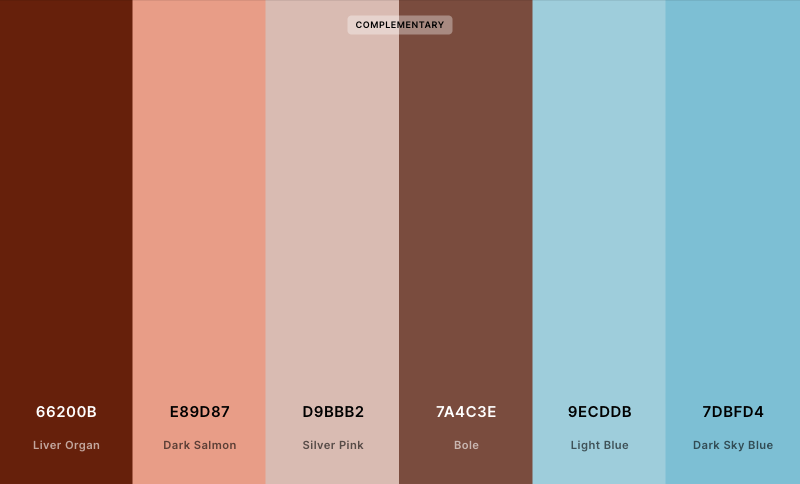 COMPLEMENTARY
66200B
E89D87
D9BBB2
7A4C3E
9ECDDB
7DBFD4
Liver Organ
Dark Salmon
Silver Pink
Bole
Light Blue
Dark Sky Blue